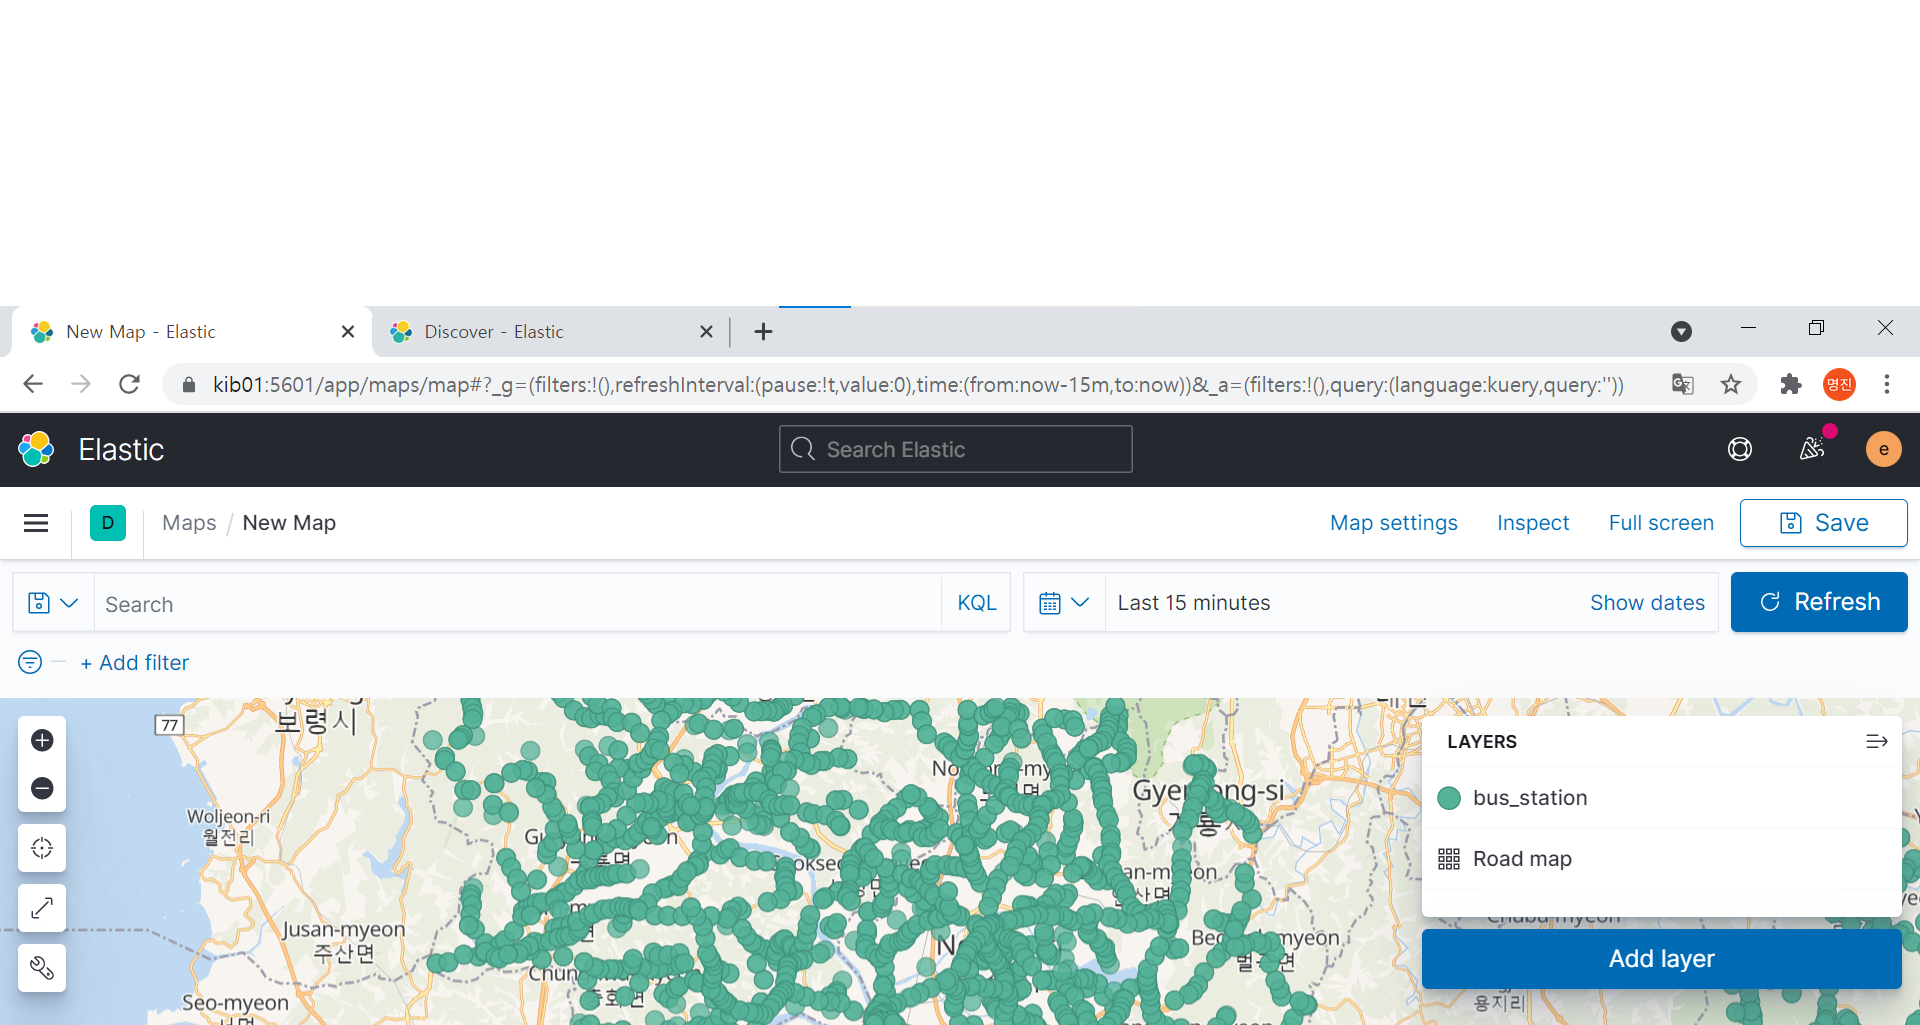 New Map - Elastic
Discover - Elastic
kib01:5601/app/maps/map#?_g=(filters:!(),refreshInterval:(pause:!t,value:0),time:(from:now-15m,to:now))&_a=(filters:!(),query:(language:kuery,query:''))
명진
Elastic
Search Elastic
e
D
Maps / New Map
Map settings
Inspect
Full screen
Save
Search
KQL
Last 15 minutes
Show dates
Refresh
+ Add filter
77
보령시
LAYERS
bus_station
Road map
Add layer
Woljeon-ri
월전리
Jusan-myeon
주산면
Seo-myeon
용지리